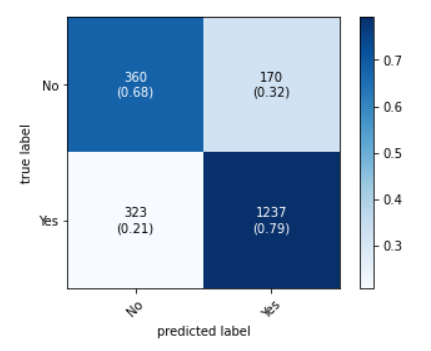 360
(0.68)
170
(0.32)
323
(0.21)
1237
(0.79)
No
Yes
true label
No
Yes
predicted label
0.7
0.6
0.5
0.4
0.3